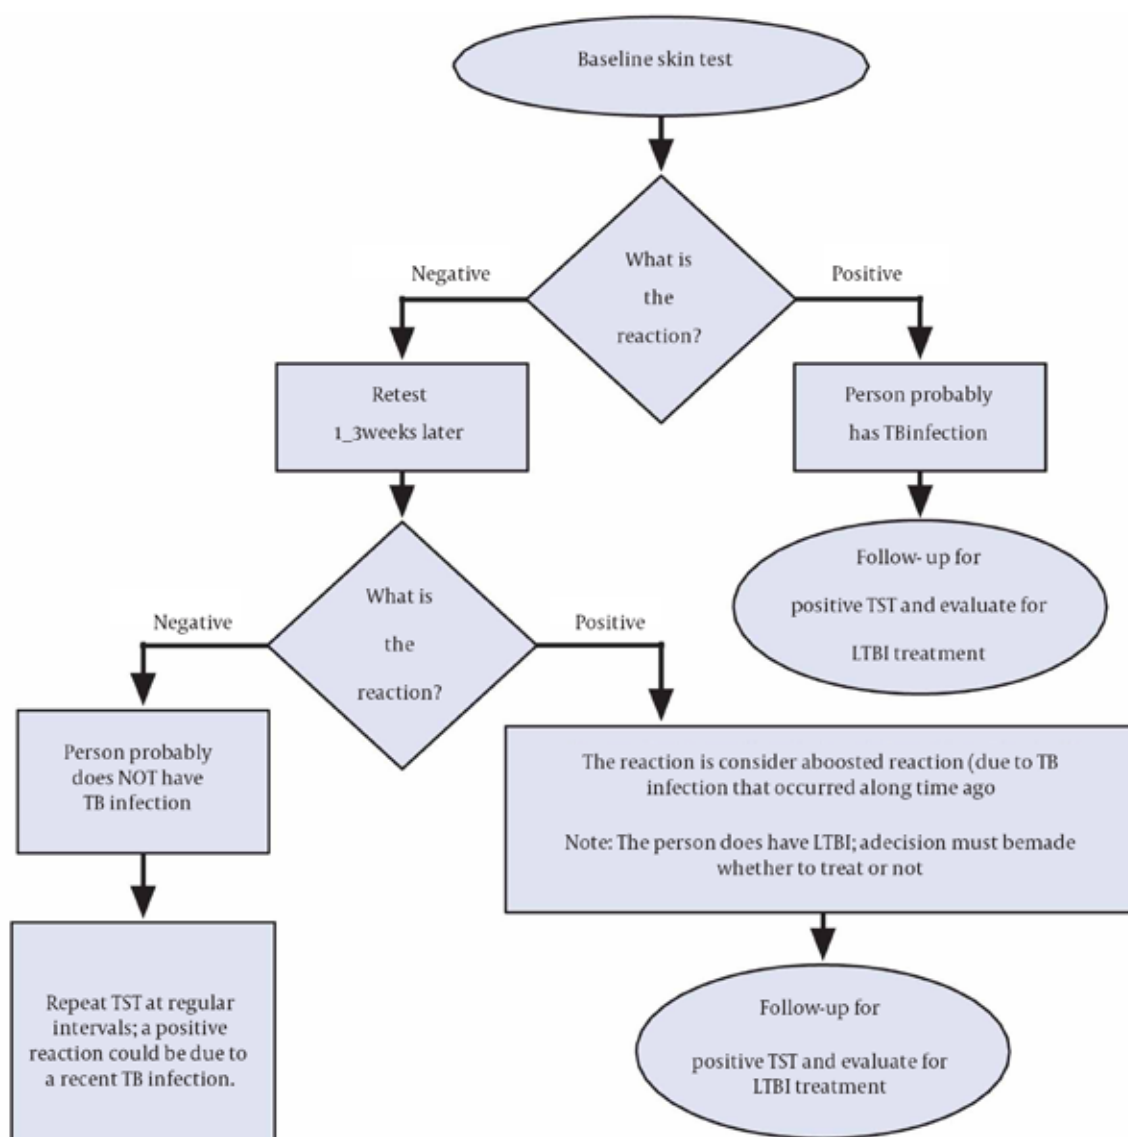 Baseline skin test
What is
the
reaction?
Negative
Positive
Retest
1_3weeks later
Person probably
has TBinfection
Follow- up for
positive TST and evaluate for
LTBI treatment
What is
the
reaction?
Negative
Positive
Person probably
does NOT have
TB infection
The reaction is consider aboosted reaction (due to TB
infection that occurred along time ago
Note: The person does have LTBI; adecision must bemade
whether to treat or not
Repeat TST at regular
intervals; a positive
reaction could be due to
a recent TB infection.
Follow-up for
positive TST and evaluate for
LTBI treatment